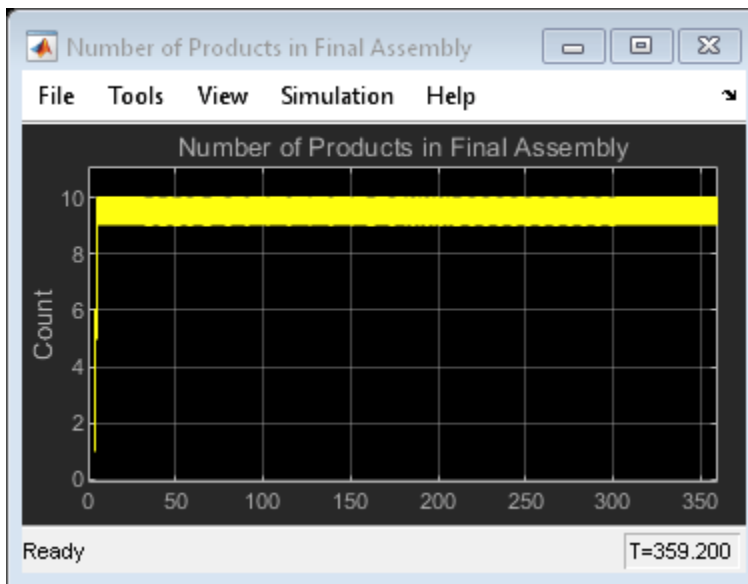 Number of Products in Final Assembly
File Tools View Simulation Help
Number of Products in Final Assembly
10
8
6
4
2
0
Count
0 50 100 150 200 250 300 350
Ready T=359.200